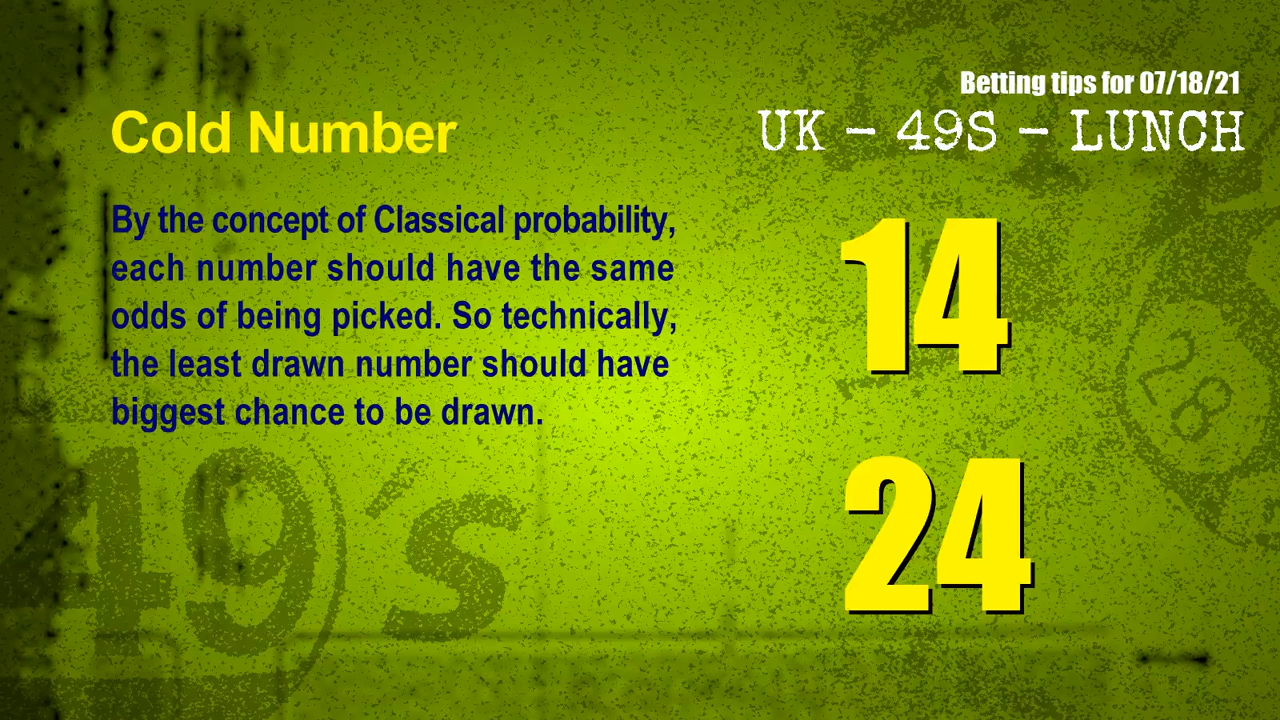 Betting tips for 07/18/21
Cold Number
UK - 49S - LUNCH
By the concept of Classical probability,
each number should have the same
odds of being picked. So technically,
the least drawn number should have
biggest chance to be drawn.
14
24
28
49's